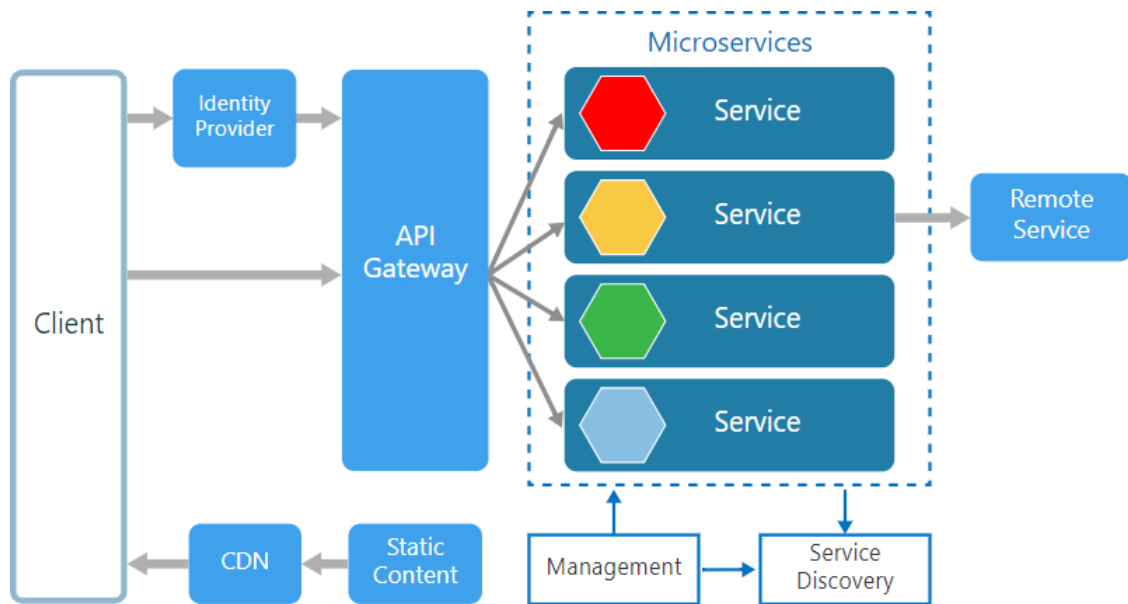 Microservices
Identity
Provider
Service
Service
Remote
Service
API
Gateway
Client
Service
Service
CDN
Static
Content
Management
Service
Discovery